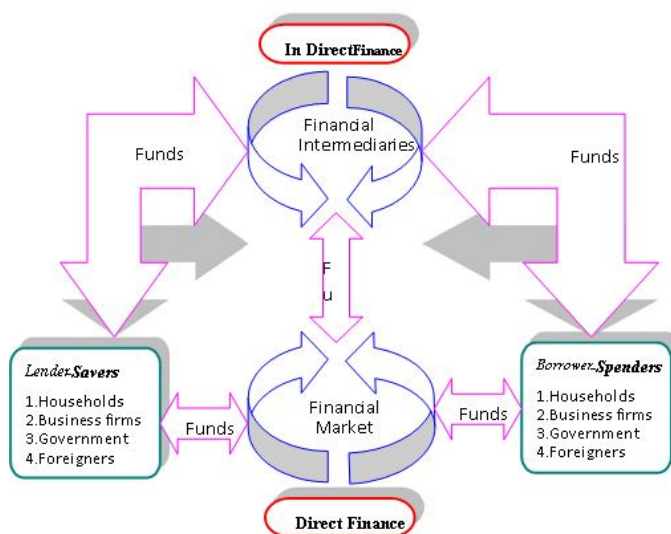 In DirectFinance
Financial
Intermediaries
Funds
Funds
F
u
Lender Savers
1.Households
2.Business firms
3.Government
4.Foreigners
Funds
Financial
Market
Funds
Borrower Spenders
1.Households
2.Business firms
3.Government
4.Foreigners
Direct Finance